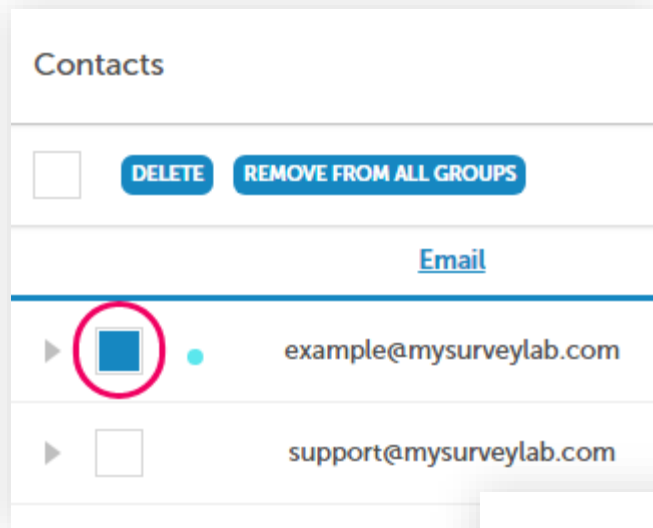 Contacts
DELETE REMOVE FROM ALL GROUPS
Email
example@mysurveylab.com
support@mysurveylab.com